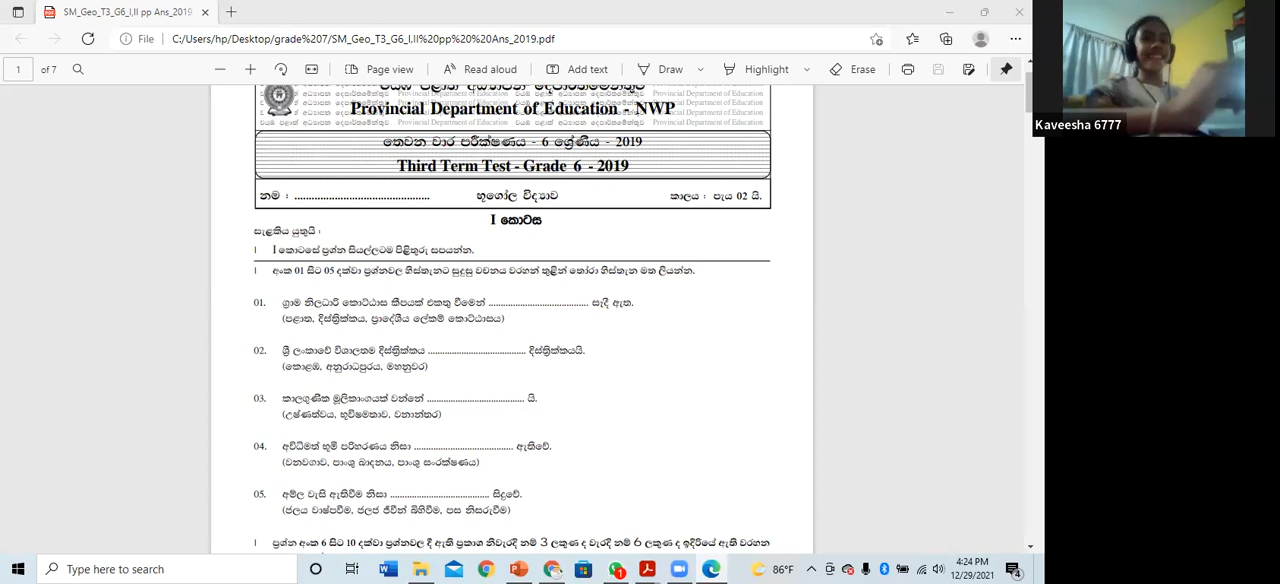 SM_Geo_T3_G6_I,II pp Ans_2019.p
File
C:/Users/hp/Desktop/grade%207/SM_Geo_T3_G6_I.II%20pp%20%20Ans_2019.pdf
1 of 7
Page view
Read aloud
Add text
Draw
Highlight
Erase
Kaveesha 6777
Provincial Department of Education - NWP
තෙවන වාර පරීක්ෂණය - 6 ශ්‍රේණිය - 2019
Third Term Test - Grade 6 - 2019
නම : ............................................ භූගෝල විද්‍යාව කාලය : පැය 02 යි.
I කොටස
සැළකිය යුතුයි :
I කොටසේ ප්‍රශ්න සියල්ලටම පිළිතුරු සපයන්න.
අංක 01 සිට 05 දක්වා ප්‍රශ්නවල හිස්තැනට සුදුසු වචනය වරහන් තුළින් තෝරා හිස්තැන මත ලියන්න.
01. ග්‍රාම නිලධාරි කොට්ඨාස කීපයක් එකතු වීමෙන් .................................... සෑදී ඇත.
(පළාත, දිස්ත්‍රික්කය, ප්‍රාදේශීය ලේකම් කොට්ඨාසය)
02. ශ්‍රී ලංකාවේ විශාලතම දිස්ත්‍රික්කය .................................... දිස්ත්‍රික්කයයි.
(කොළඹ, අනුරාධපුරය, මහනුවර)
03. කාලගුණික මූලිකාංගයක් වන්නේ .................................... යි.
(උෂ්ණත්වය, භූවිෂමතාව, වනාන්තර)
04. අවිධිමත් භූමි පරිහරණය නිසා .................................... ඇතිවේ.
(වනවගාව, පාංශු ඛාදනය, පාංශු සංරක්ෂණය)
05. අම්ල වැසි ඇතිවීම නිසා .................................... සිදුවේ.
(ජලය වාෂ්පවීම, ජලජ ජීවීන් බිහිවීම, පස නිසරුවීම)
ප්‍රශ්න අංක 6 සිට 10 දක්වා ප්‍රශ්නවල දී ඇති ප්‍රකාශ නිවැරදි නම් 3 ලකුණ ද වැරදි නම් 6 ලකුණ ද ඉදිරියේ ඇති වරහන
Type here to search
86°F
4:24 PM
12/29/2021